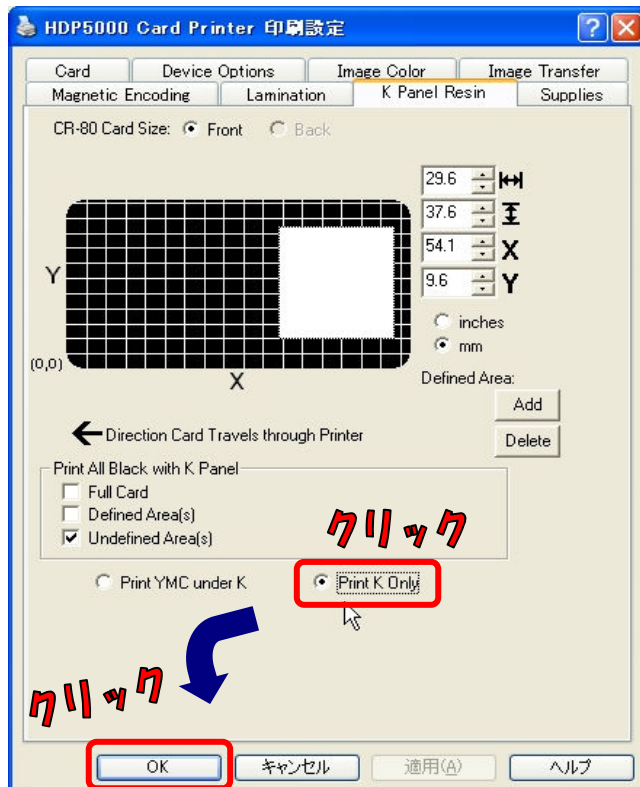 HDP5000 Card Printer 印刷設定
Card Device Options Image Color Image Transfer
Magnetic Encoding Lamination K Panel Resin Supplies
CR-80 Card Size: Front Back
29.6
37.6
54.1 X
9.6 Y
Y
inches
mm
(0,0)
X
Defined Area:
Add
Direction Card Travels through Printer
Delete
Print All Black with K Panel
Full Card
Defined Area(s)
Undefined Area(s)
クリック
Print YMC under K Print K Only
クリック
OK キャンセル 適用(A) ヘルプ